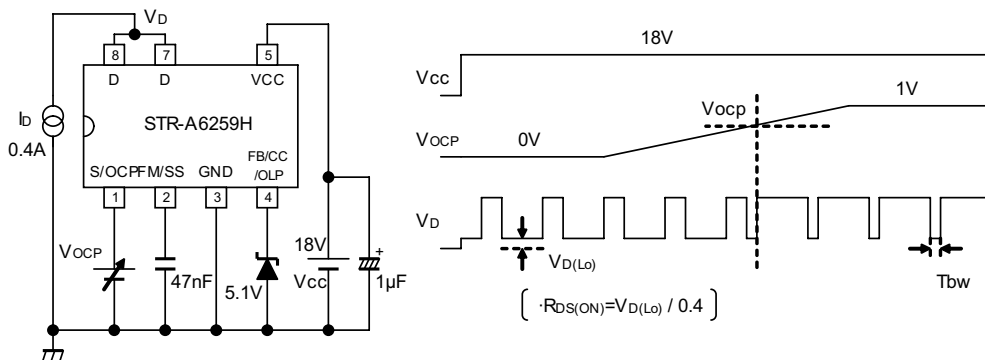 VD
8 7 5
D D VCC
ID
0.4A
STR-A6259H
S/OCP FM/SS GND FB/CC
/OLP
1 2 3 4
VOCP
47nF
5.1V
18V
Vcc
+
1µF
Vcc
18V
VOCP
0V
Vocp
1V
VD
VD(Lo)
Tbw
·RDS(ON)=VD(Lo) / 0.4